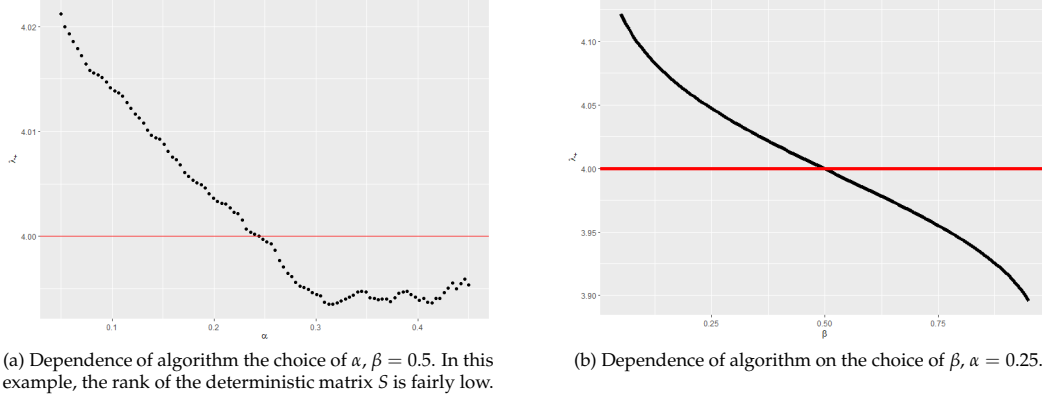 4.02
4.01
4.00
λ₊
0.1
0.2
0.3
0.4
α
(a) Dependence of algorithm the choice of α, β = 0.5. In this
example, the rank of the deterministic matrix S is fairly low.
4.10
4.05
4.00
3.95
3.90
λ₊
0.25
0.50
0.75
β
(b) Dependence of algorithm on the choice of β, α = 0.25.